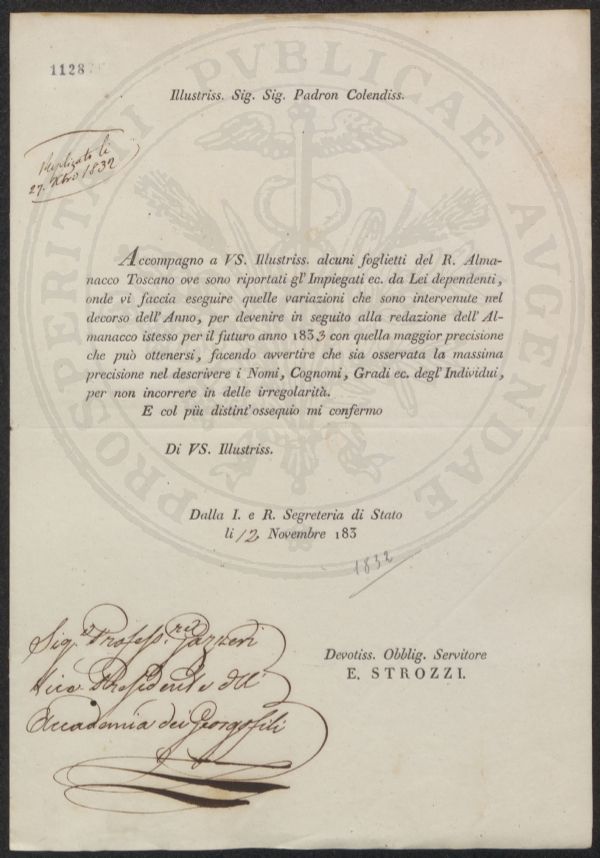 1128
PROSPERITATI PVBLICAE AVGENDAE
Illustriss. Sig. Sig. Padron Colendiss.
Replicato li
27. Xbro 1832
Accompagno a VS. Illustriss. alcuni foglietti del R. Alma-
nacco Toscano ove sono riportati gl' Impiegati ec. da Lei dependenti,
onde vi faccia eseguire quelle variazioni che sono intervenute nel
decorso dell' Anno, per devenire in seguito alla redazione dell' Al-
manacco istesso per il futuro anno 1833 con quella maggior precisione
che può ottenersi, facendo avvertire che sia osservata la massima
precisione nel descrivere i Nomi, Cognomi, Gradi ec. degl' Individui,
per non incorrere in delle irregolarità.
E col più distint' ossequio mi confermo
Di VS. Illustriss.
Dalla I. e R. Segreteria di Stato
li 12 Novembre 183
1832
Devotiss. Obblig. Servitore
E. STROZZI.
Sig.r Profess.re Gazzeri
Vice Presidente dell'
Accademia dei Georgofili